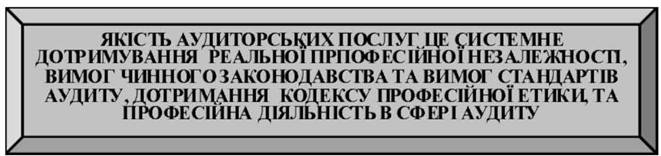 ЯКІСТЬ АУДИТОРСЬКИХ ПОСЛУГ ЦЕ СИСТЕМНЕ
ДОТРИМУВАННЯ РЕАЛЬНОЇ ПРПОФЕСІЙНОЇ НЕЗАЛЕЖНОСТІ,
ВИМОГ ЧИННОГО ЗАКОНОДАВСТВА ТА ВИМОГ СТАНДАРТІВ
АУДИТУ, ДОТРИМАННЯ КОДЕКСУ ПРОФЕСІЙНОЇ ЕТИКИ, ТА
ПРОФЕСІЙНА ДІЯЛЬНІСТЬ В СФЕРІ АУДИТУ